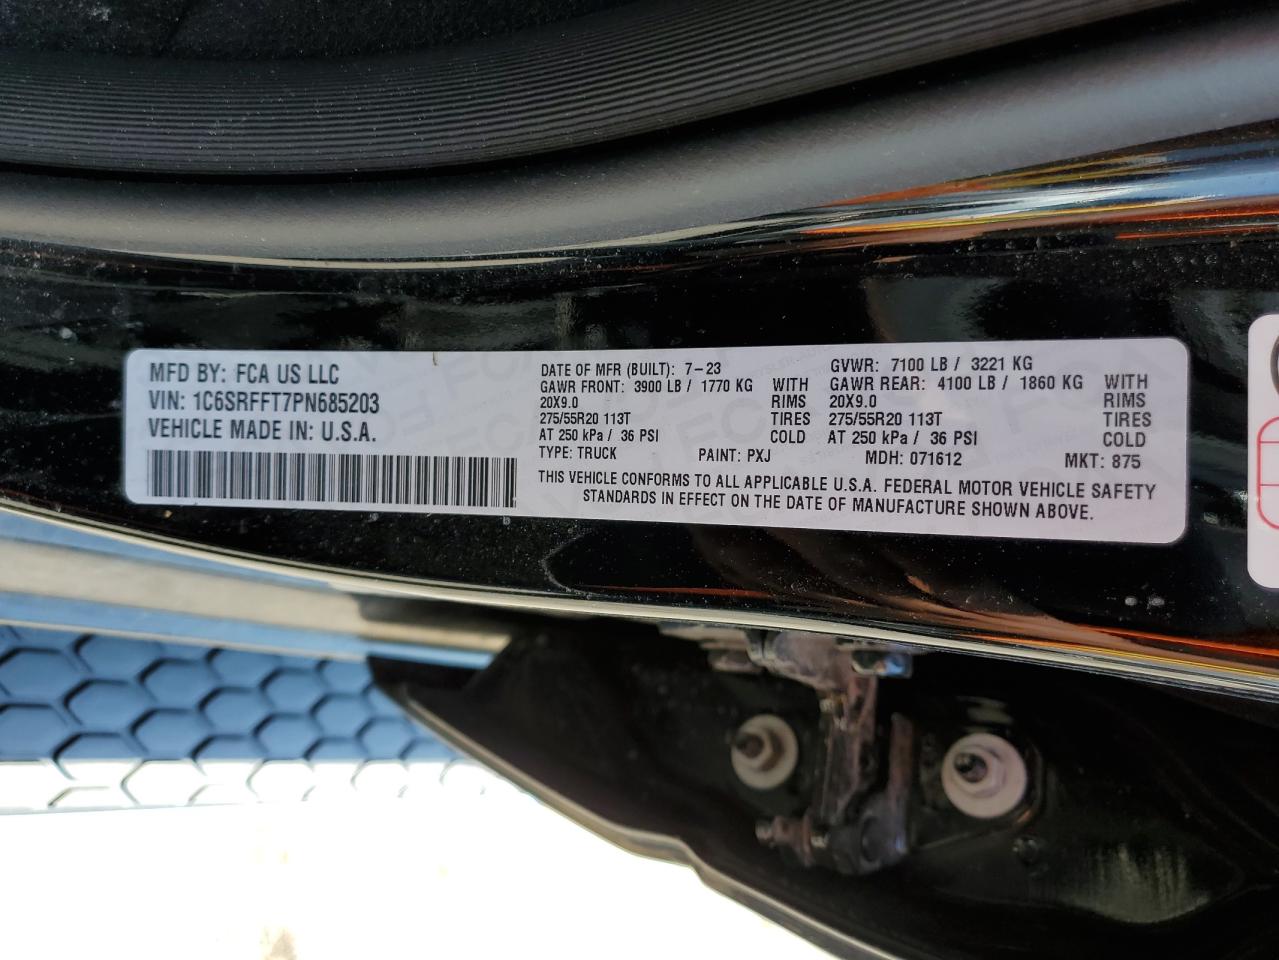 MFD BY: FCA US LLC
VIN: 1C6SRFFT7PN685203
VEHICLE MADE IN: U.S.A.
DATE OF MFR (BUILT): 7-23 GVWR: 7100 LB / 3221 KG
GAWR FRONT: 3900 LB / 1770 KG WITH GAWR REAR: 4100 LB / 1860 KG WITH
20X9.0 RIMS 20X9.0 RIMS
275/55R20 113T TIRES 275/55R20 113T TIRES
AT 250 kPa / 36 PSI COLD AT 250 kPa / 36 PSI COLD
TYPE: TRUCK PAINT: PXJ MDH: 071612 MKT: 875
THIS VEHICLE CONFORMS TO ALL APPLICABLE U.S.A. FEDERAL MOTOR VEHICLE SAFETY
STANDARDS IN EFFECT ON THE DATE OF MANUFACTURE SHOWN ABOVE.